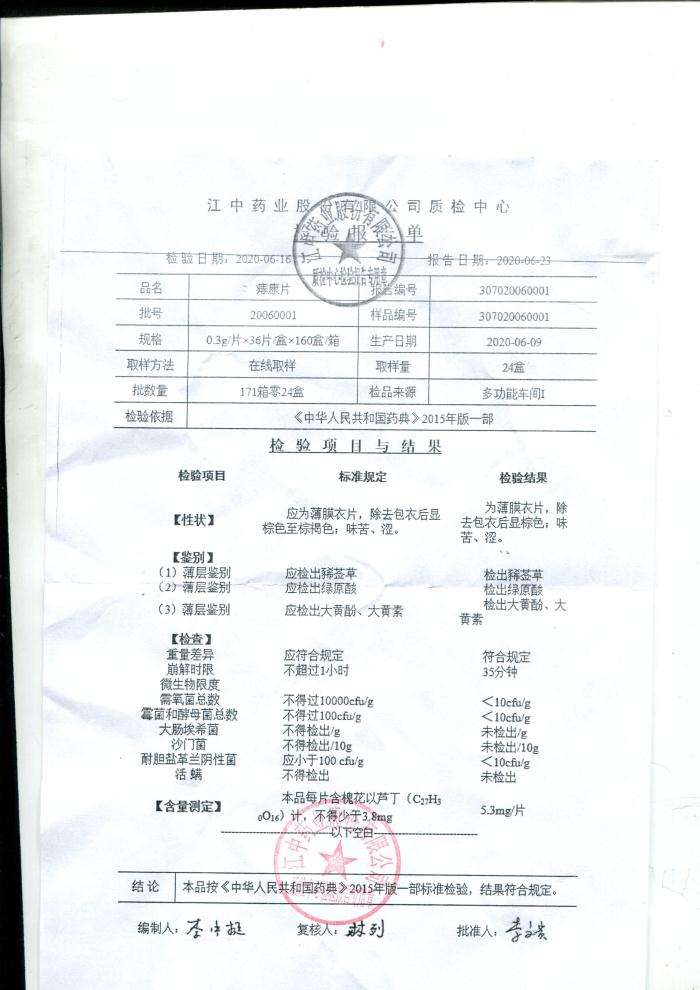 江中药业股份有限公司质检中心
检验报告单
检验日期：2020-06-16 报告日期：2020-06-23
品名 痔康片 报告编号 307020060001
批号 20060001 样品编号 307020060001
规格 0.3g/片×36片/盒×160盒/箱 生产日期 2020-06-09
取样方法 在线取样 取样量 24盒
批数量 171箱零24盒 检品来源 多功能车间I
检验依据 《中华人民共和国药典》2015年版一部
检验项目与结果
检验项目 标准规定 检验结果
【性状】 应为薄膜衣片，除去包衣后显棕色至棕褐色；味苦、涩。 为薄膜衣片，除去包衣后显棕色；味苦、涩。
【鉴别】
（1）薄层鉴别 应检出豨莶草 检出豨莶草
（2）薄层鉴别 应检出绿原酸 检出绿原酸
（3）薄层鉴别 应检出大黄酚、大黄素 检出大黄酚、大黄素
【检查】
重量差异 应符合规定 符合规定
崩解时限 不超过1小时 35分钟
微生物限度
需氧菌总数 不得过10000cfu/g ＜10cfu/g
霉菌和酵母菌总数 不得过100cfu/g ＜10cfu/g
大肠埃希菌 不得检出/g 未检出/g
沙门菌 不得检出/10g 未检出/10g
耐胆盐革兰阴性菌 应小于100 cfu/g ＜10cfu/g
活 螨 不得检出 未检出
【含量测定】 本品每片含槐花以芦丁（C27H30O16）计，不得少于3.8mg 5.3mg/片
以下空白
结 论 本品按《中华人民共和国药典》2015年版一部标准检验，结果符合规定。
编制人： 复核人：林列 批准人：